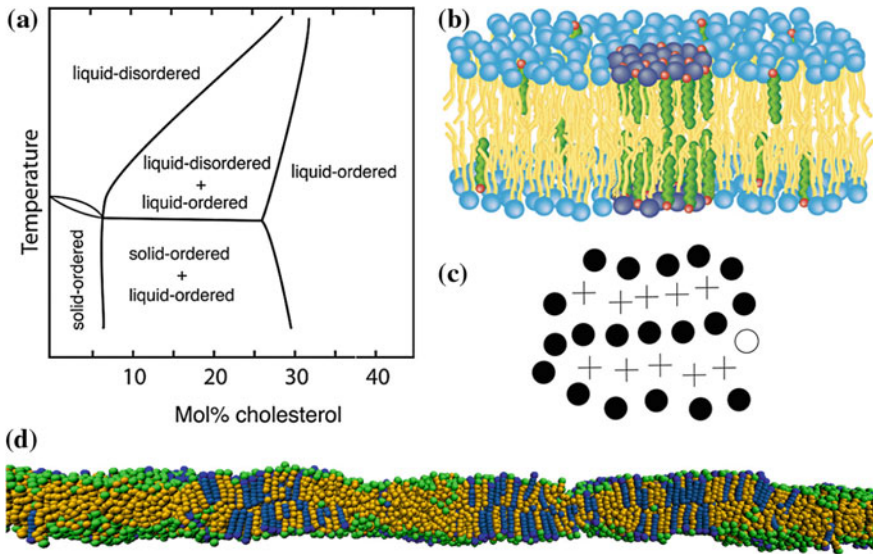 (a)
liquid-disordered
liquid-disordered
+
liquid-ordered
liquid-ordered
solid-ordered
+
liquid-ordered
solid-ordered
Temperature
10
20
30
40
Mol% cholesterol
(b)
(c)
(d)